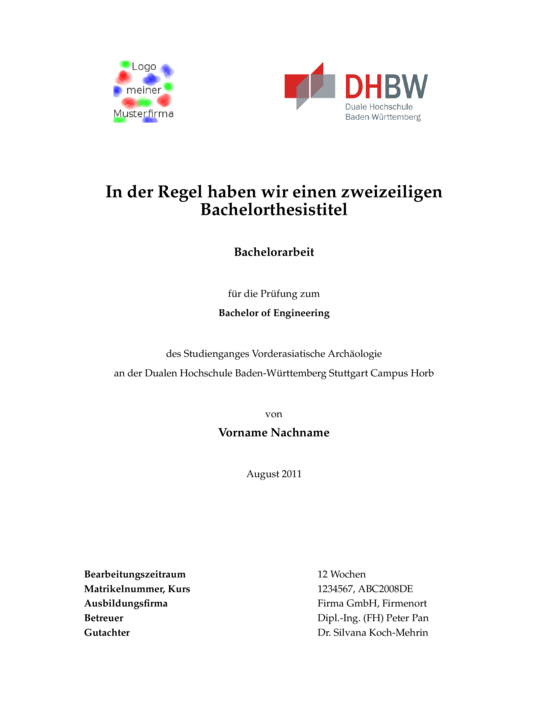 Logo
meiner
Musterfirma
DHBW
Duale Hochschule
Baden-Württemberg
In der Regel haben wir einen zweizeiligen
Bachelorthesistitel
Bachelorarbeit
für die Prüfung zum
Bachelor of Engineering
des Studienganges Vorderasiatische Archäologie
an der Dualen Hochschule Baden-Württemberg Stuttgart Campus Horb
von
Vorname Nachname
August 2011
Bearbeitungszeitraum 12 Wochen
Matrikelnummer, Kurs 1234567, ABC2008DE
Ausbildungsfirma Firma GmbH, Firmenort
Betreuer Dipl.-Ing. (FH) Peter Pan
Gutachter Dr. Silvana Koch-Mehrin